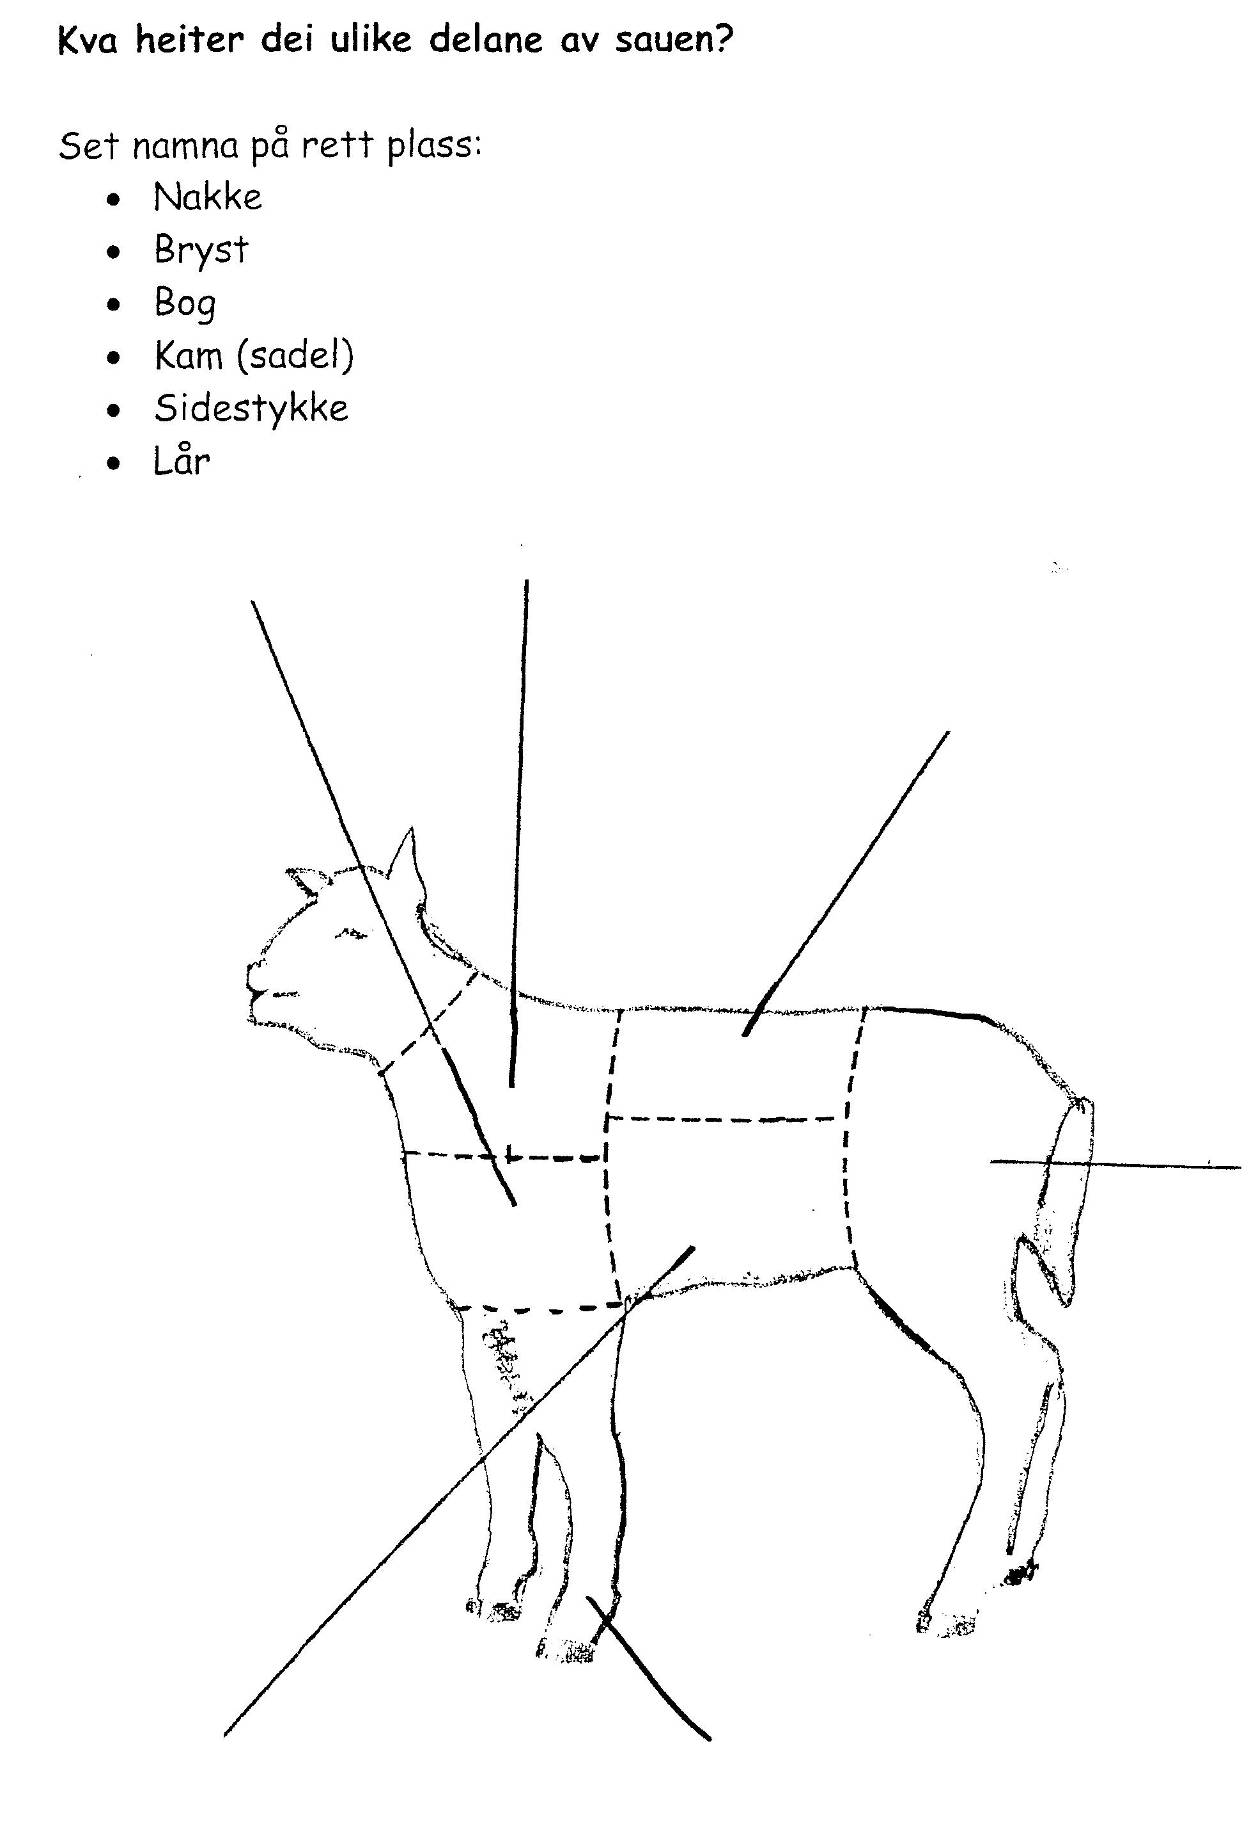 Kva heiter dei ulike delane av sauen?
Set namna på rett plass:
• Nakke
• Bryst
• Bog
• Kam (sadel)
• Sidestykke
• Lår